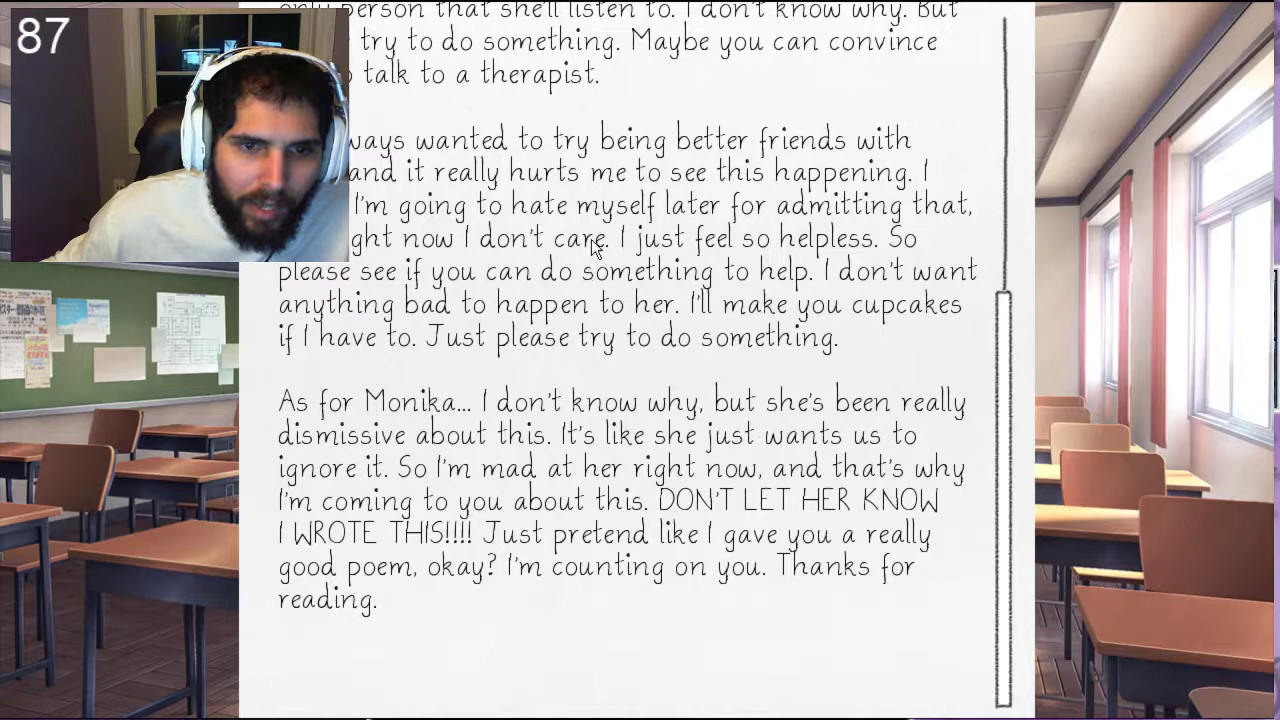 87
only person that she'll listen to. I don't know why. But
try to do something. Maybe you can convince
talk to a therapist.
ways wanted to try being better friends with
and it really hurts me to see this happening. I
I'm going to hate myself later for admitting that,
ght now I don't care. I just feel so helpless. So
please see if you can do something to help. I don't want
anything bad to happen to her. I'll make you cupcakes
if I have to. Just please try to do something.
As for Monika... I don't know why, but she's been really
dismissive about this. It's like she just wants us to
ignore it. So I'm mad at her right now, and that's why
I'm coming to you about this. DON'T LET HER KNOW
I WROTE THIS!!!! Just pretend like I gave you a really
good poem, okay? I'm counting on you. Thanks for
reading.